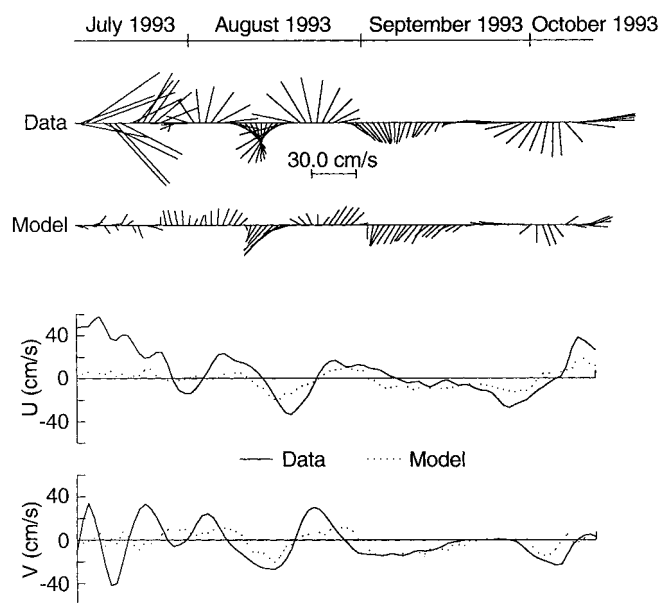 July 1993 August 1993 September 1993 October 1993
Data
30.0 cm/s
Model
U (cm/s)
40
0
-40
Data Model
V (cm/s)
40
0
-40